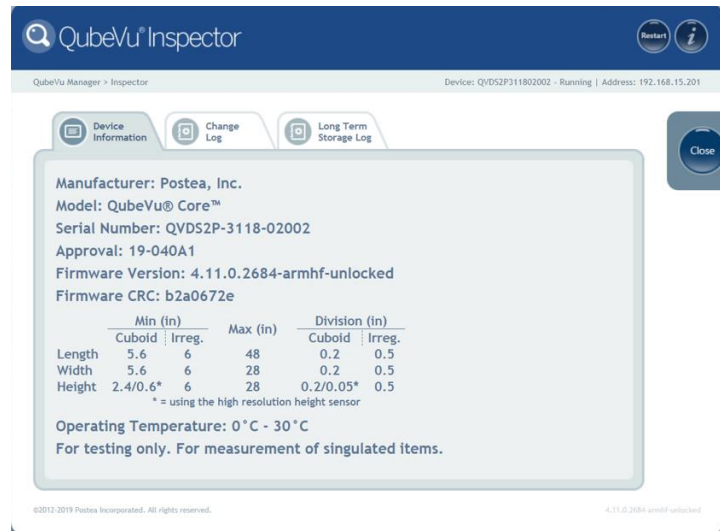 QubeVu® Inspector
Restart
i
QubeVu Manager > Inspector
Device: QVDS2P311802002 - Running | Address: 192.168.15.201
Device Information
Change Log
Long Term Storage Log
Close
Manufacturer: Postea, Inc.
Model: QubeVu® Core™
Serial Number: QVDS2P-3118-02002
Approval: 19-040A1
Firmware Version: 4.11.0.2684-armhf-unlocked
Firmware CRC: b2a0672e
Min (in) Max (in) Division (in)
Cuboid Irreg. Cuboid Irreg.
Length 5.6 6 48 0.2 0.5
Width 5.6 6 28 0.2 0.5
Height 2.4/0.6* 6 28 0.2/0.05* 0.5
* = using the high resolution height sensor
Operating Temperature: 0°C - 30°C
For testing only. For measurement of singulated items.
©2012-2019 Postea Incorporated. All rights reserved.
4.11.0.2684-armhf-unlocked